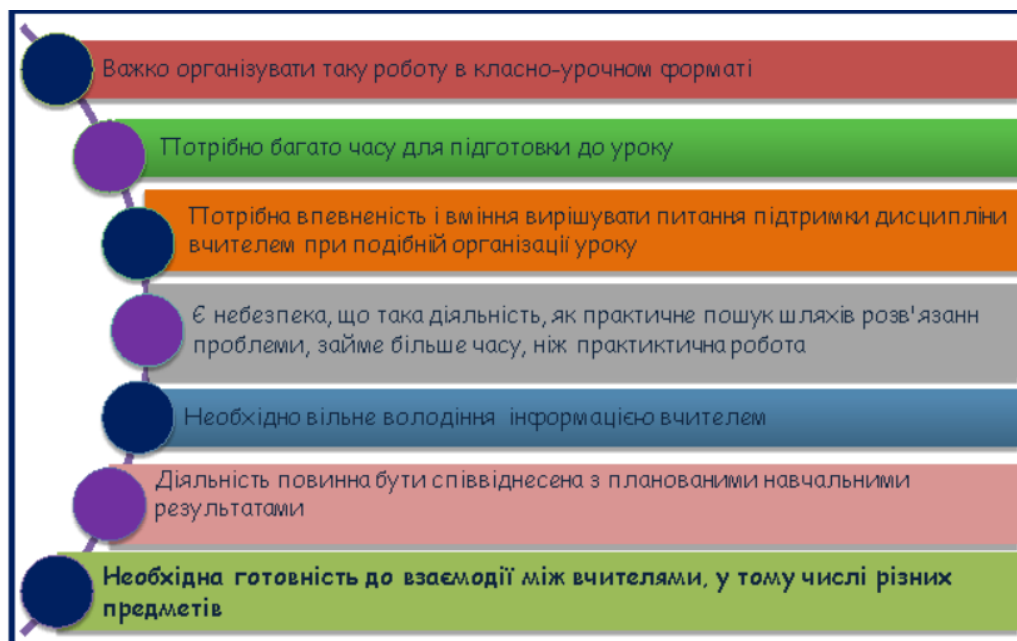 Важко організувати таку роботу в класно-урочном форматі
Потрібно багато часу для підготовки до уроку
Потрібна впевненість і вміння вирішувати питання підтримки дисципліни
вчителем при подібній організації уроку
Є небезпека, що така діяльність, як практичне пошук шляхів розв'язанн
проблеми, займе більше часу, ніж практиктична робота
Необхідно вільне володіння інформацією вчителем
Діяльність повинна бути співвіднесена з планованими навчальними
результатами
Необхідна готовність до взаємодії між вчителями, у тому числі різних
предметів